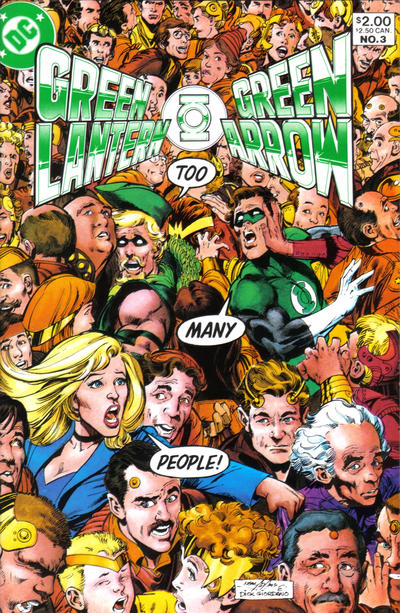 DC
$2.00
$2.50 CAN.
NO.3
GREEN LANTERN
GREEN ARROW
TOO
MANY
PEOPLE!
DICK GIORDANO